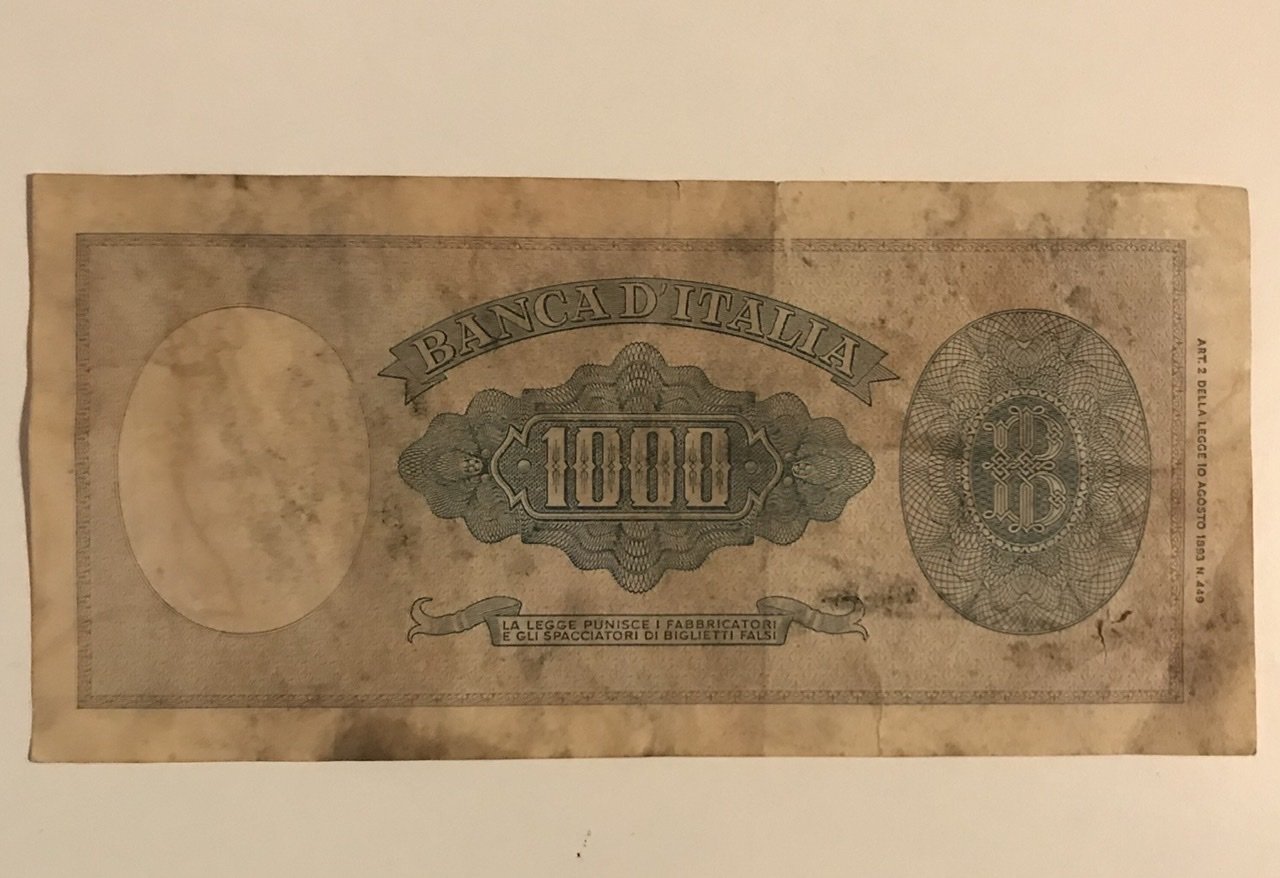 BANCA D'ITALIA
1000
LA LEGGE PUNISCE I FABBRICATORI
E GLI SPACCIATORI DI BIGLIETTI FALSI
ART. 2 DELLA LEGGE 10 AGOSTO 1893 N. 449